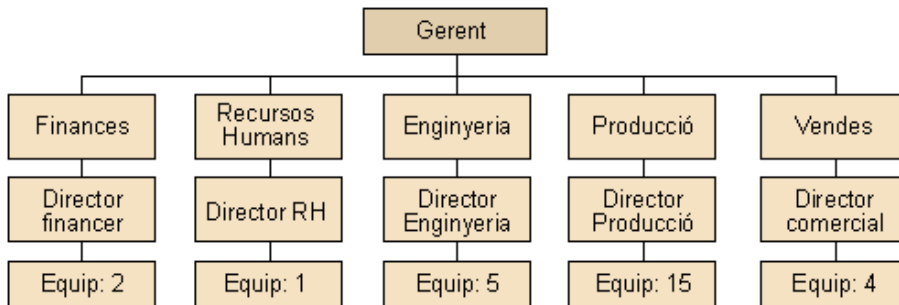 Gerent
Finances
Recursos
Humans
Enginyeria
Producció
Vendes
Director
financer
Director RH
Director
Enginyeria
Director
Producció
Director
comercial
Equip: 2
Equip: 1
Equip: 5
Equip: 15
Equip: 4